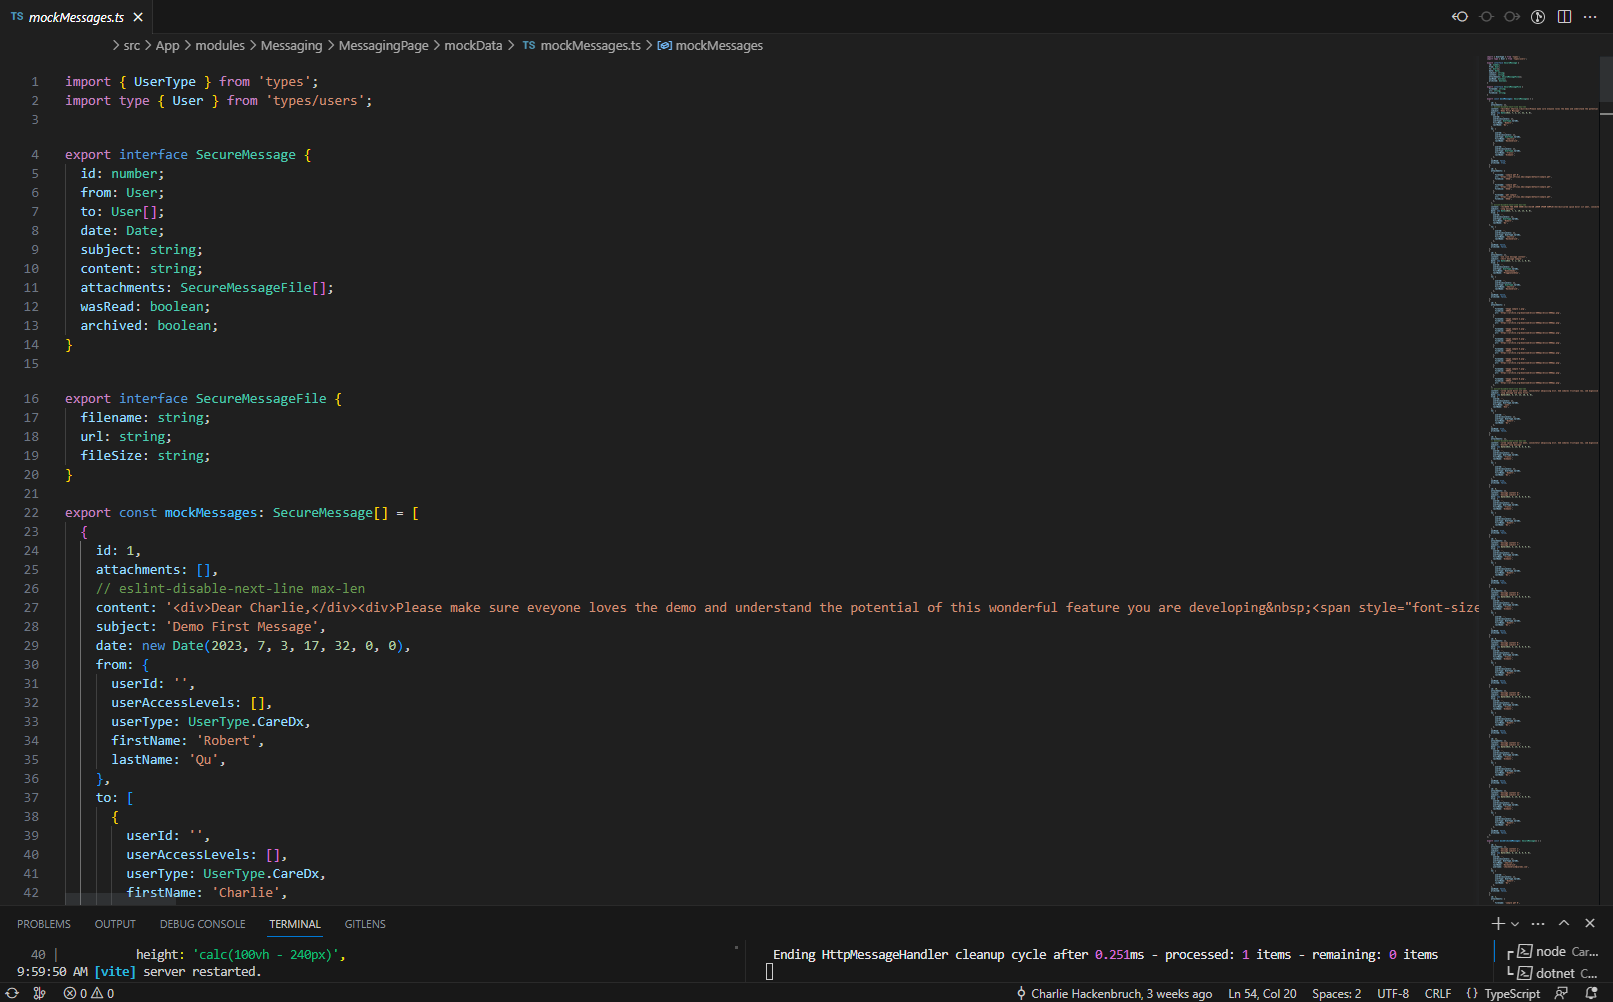 TS mockMessages.ts
src > App > modules > Messaging > MessagingPage > mockData > TS mockMessages.ts > mockMessages
1 import { UserType } from 'types';
2 import type { User } from 'types/users';
3
4 export interface SecureMessage {
5 id: number;
6 from: User;
7 to: User[];
8 date: Date;
9 subject: string;
10 content: string;
11 attachments: SecureMessageFile[];
12 wasRead: boolean;
13 archived: boolean;
14 }
15
16 export interface SecureMessageFile {
17 filename: string;
18 url: string;
19 fileSize: string;
20 }
21
22 export const mockMessages: SecureMessage[] = [
23 {
24 id: 1,
25 attachments: [],
26 // eslint-disable-next-line max-len
27 content: '<div>Dear Charlie,</div><div>Please make sure eveyone loves the demo and understand the potential of this wonderful feature you are developing&nbsp;<span style="font-size
28 subject: 'Demo First Message',
29 date: new Date(2023, 7, 3, 17, 32, 0, 0),
30 from: {
31 userId: '',
32 userAccessLevels: [],
33 userType: UserType.CareDx,
34 firstName: 'Robert',
35 lastName: 'Qu',
36 },
37 to: [
38 {
39 userId: '',
40 userAccessLevels: [],
41 userType: UserType.CareDx,
42 firstName: 'Charlie',
PROBLEMS OUTPUT DEBUG CONSOLE TERMINAL GITLENS
40 | height: 'calc(100vh - 240px)',
9:59:50 AM [vite] server restarted.
Ending HttpMessageHandler cleanup cycle after 0.251ms - processed: 1 items - remaining: 0 items
node Car...
dotnet C...
0 0
Charlie Hackenbruch, 3 weeks ago Ln 54, Col 20 Spaces: 2 UTF-8 CRLF {} TypeScript